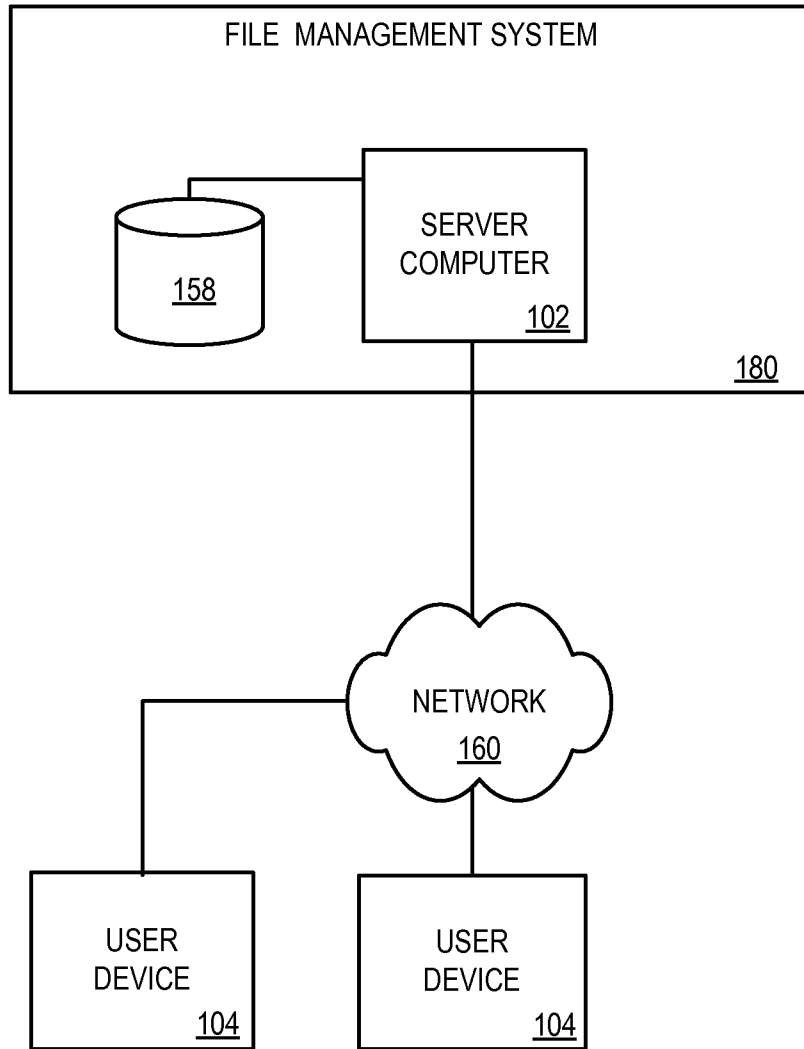 FILE MANAGEMENT SYSTEM
SERVER
COMPUTER
158
102
180
NETWORK
160
USER
DEVICE
104
USER
DEVICE
104